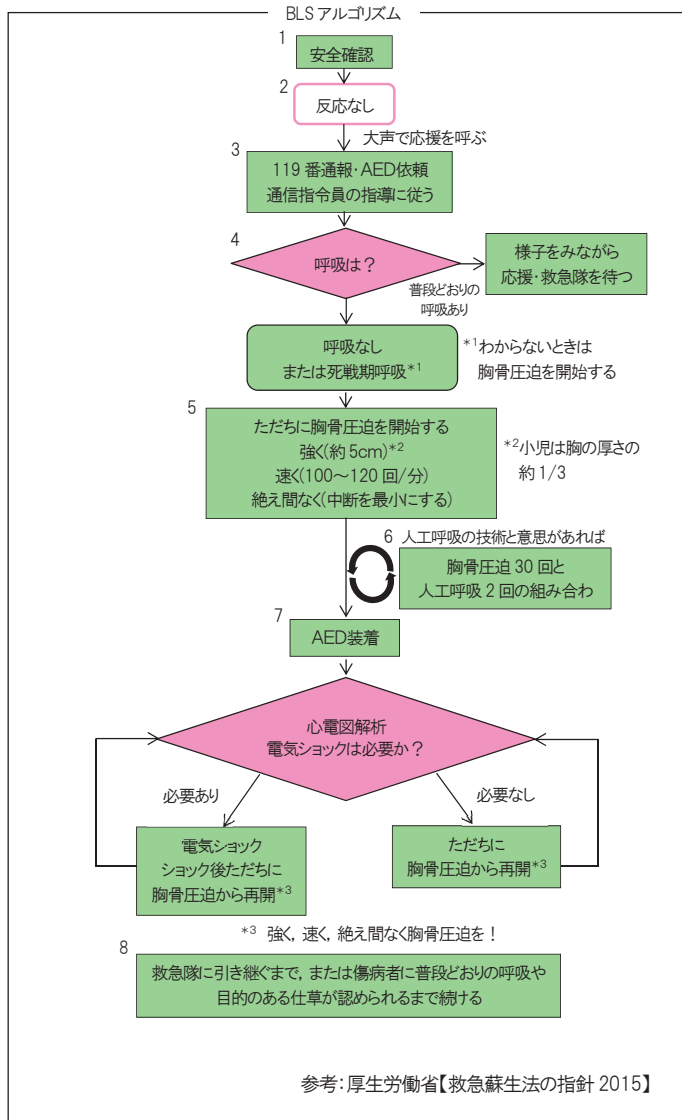 BLSアルゴリズム
1
安全確認
2
反応なし
大声で応援を呼ぶ
3
119番通報・AED依頼
通信指令員の指導に従う
4
呼吸は？
様子をみながら
応援・救急隊を待つ
普段どおりの
呼吸あり
呼吸なし
または死戦期呼吸*1
*1わからないときは
胸骨圧迫を開始する
5
ただちに胸骨圧迫を開始する
強く(約5cm)*2
速く(100～120回/分)
絶え間なく(中断を最小にする)
*2小児は胸の厚さの
約1/3
6 人工呼吸の技術と意思があれば
胸骨圧迫30回と
人工呼吸2回の組み合わ
7
AED装着
心電図解析
電気ショックは必要か？
必要あり
必要なし
電気ショック
ショック後ただちに
胸骨圧迫から再開*3
ただちに
胸骨圧迫から再開*3
*3 強く，速く，絶え間なく胸骨圧迫を！
8
救急隊に引き継ぐまで，または傷病者に普段どおりの呼吸や
目的のある仕草が認められるまで続ける
参考：厚生労働省【救急蘇生法の指針2015】